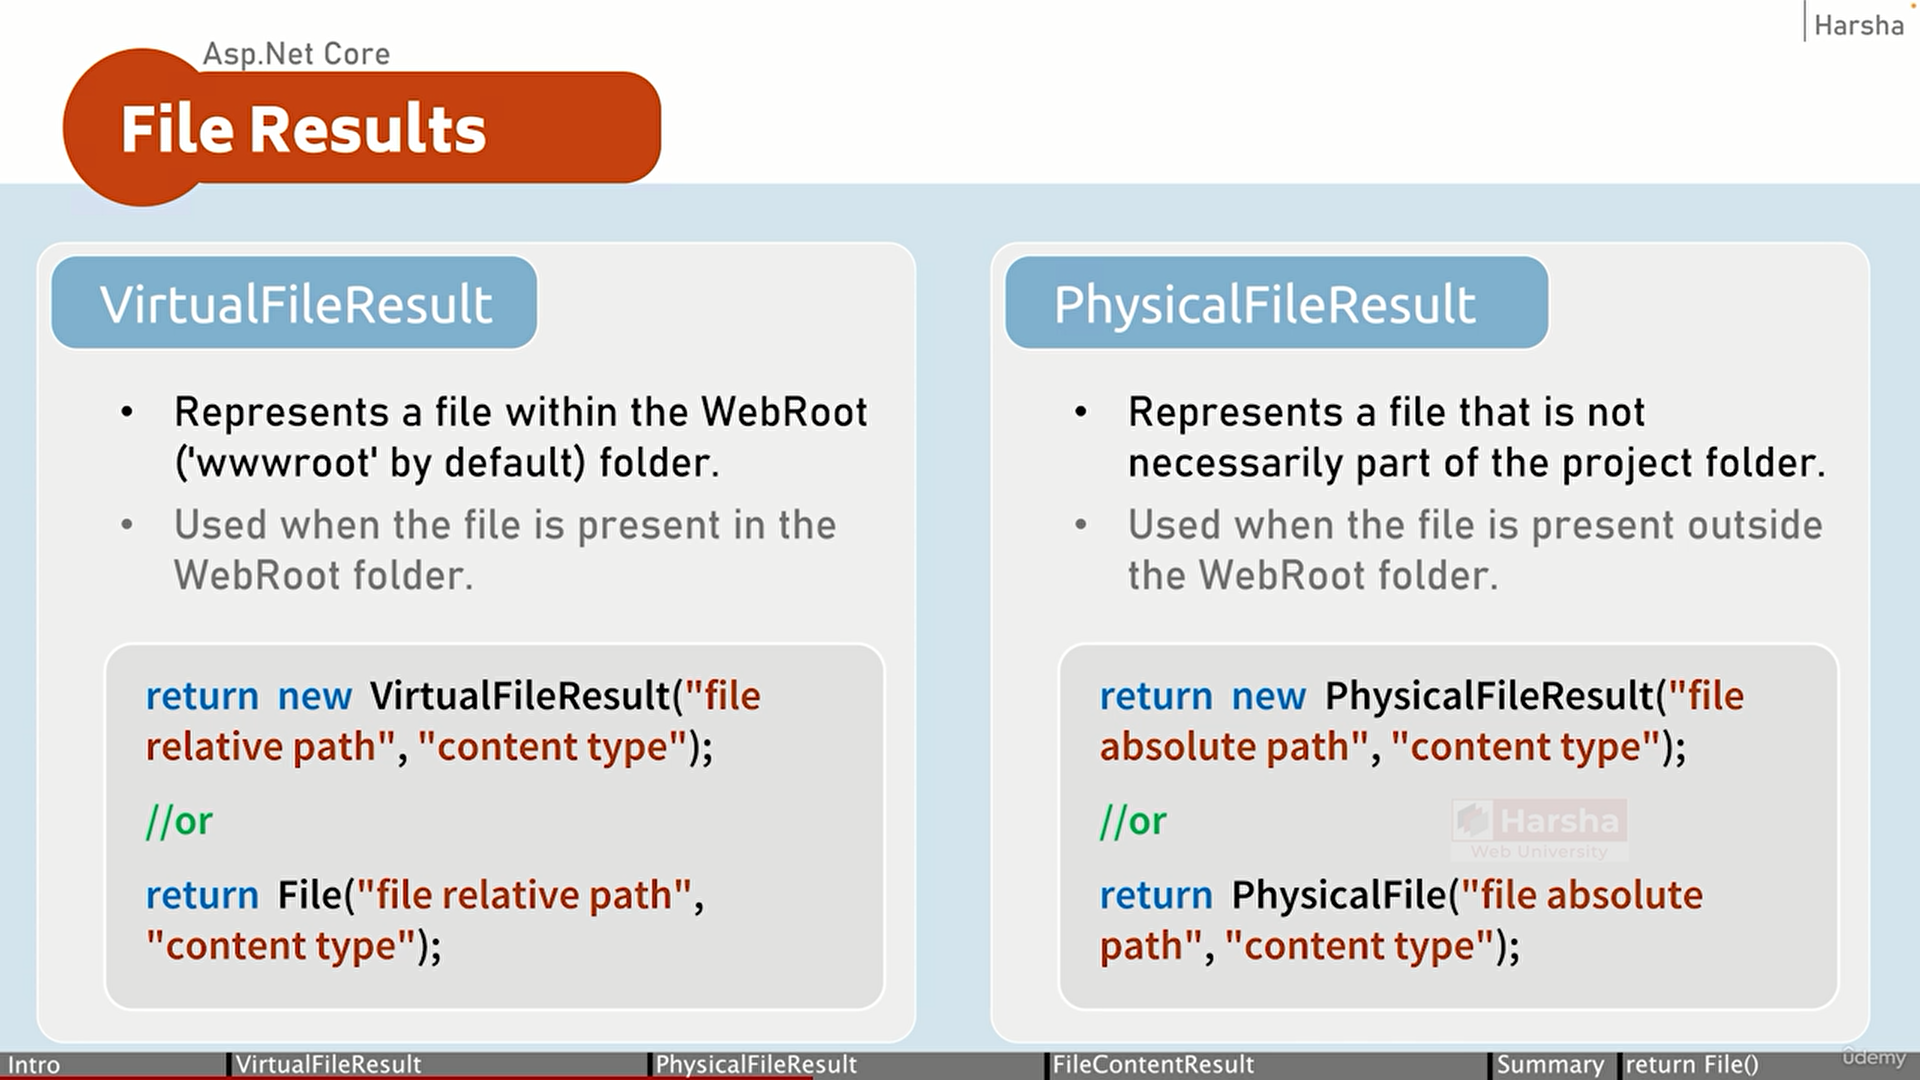 Harsha
Asp.Net Core
File Results
VirtualFileResult
• Represents a file within the WebRoot
('wwwroot' by default) folder.
• Used when the file is present in the
WebRoot folder.
return new VirtualFileResult("file
relative path", "content type");
//or
return File("file relative path",
"content type");
PhysicalFileResult
• Represents a file that is not
necessarily part of the project folder.
• Used when the file is present outside
the WebRoot folder.
return new PhysicalFileResult("file
absolute path", "content type");
//or
Harsha
Web University
return PhysicalFile("file absolute
path", "content type");
Intro
VirtualFileResult
PhysicalFileResult
FileContentResult
Summary
return File()
ûdemy